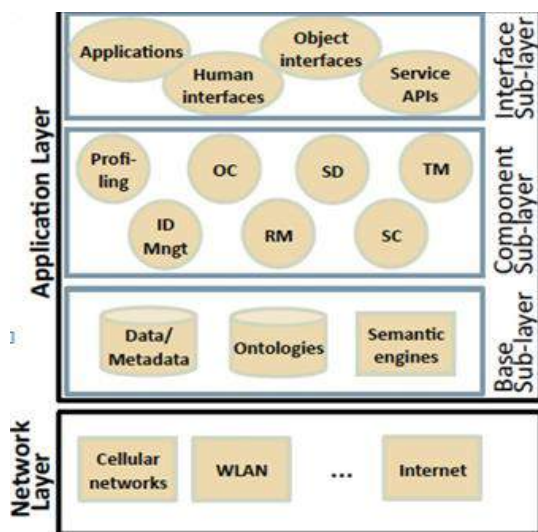 Application Layer
Interface
Sub-layer
Applications
Object
interfaces
Human
interfaces
Service
APIs
Component
Sub-layer
Profi-
ling
OC
SD
TM
ID
Mngt
RM
SC
Base
Sub-layer
Data/
Metadata
Ontologies
Semantic
engines
Network
Layer
Cellular
networks
WLAN
...
Internet